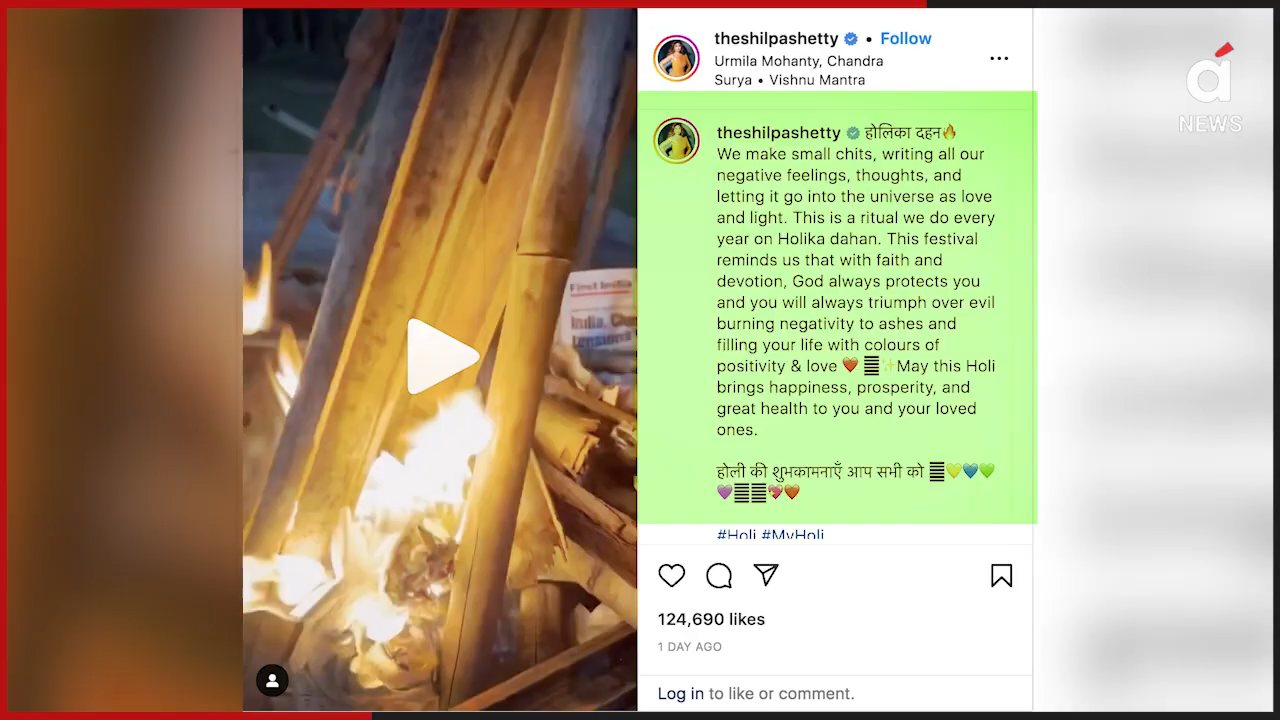 theshilpashetty • Follow
Urmila Mohanty, Chandra
Surya • Vishnu Mantra
theshilpashetty होलिका दहन🔥
We make small chits, writing all our
negative feelings, thoughts, and
letting it go into the universe as love
and light. This is a ritual we do every
year on Holika dahan. This festival
reminds us that with faith and
devotion, God always protects you
and you will always triumph over evil
burning negativity to ashes and
filling your life with colours of
positivity & love ❤️ ✨May this Holi
brings happiness, prosperity, and
great health to you and your loved
ones.
होली की शुभकामनाएँ आप सभी को 💛💙💚
💜💖❤️
#Holi #MyHoli
124,690 likes
1 DAY AGO
Log in to like or comment.
a
NEWS
India,